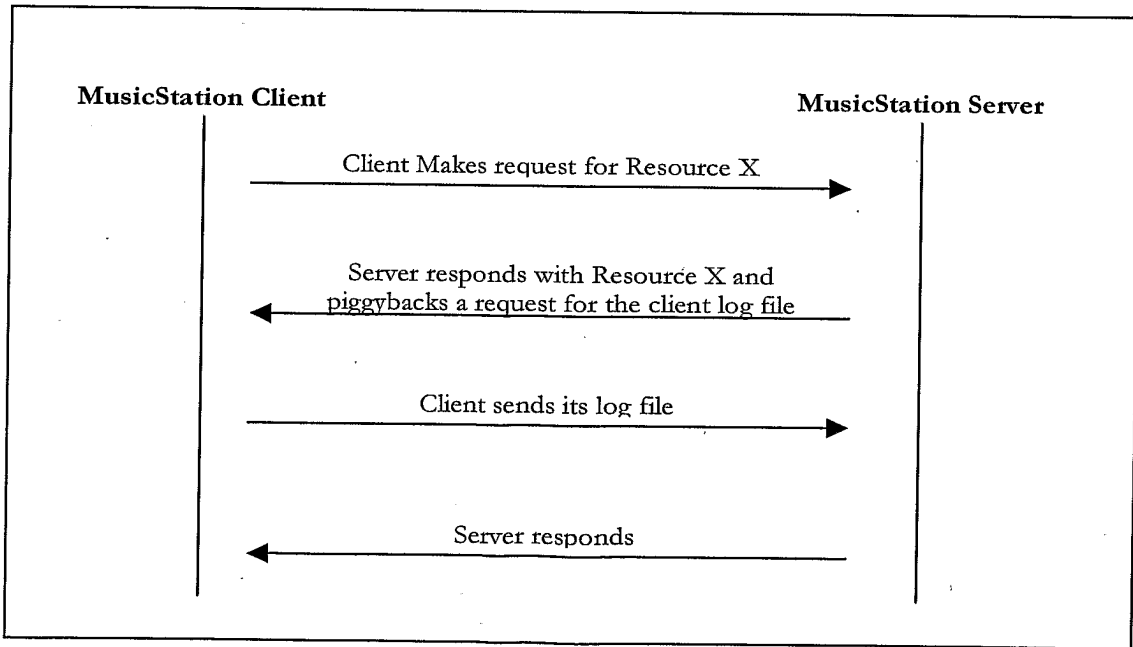 MusicStation Client
MusicStation Server
Client Makes request for Resource X
Server responds with Resource X and
piggybacks a request for the client log file
Client sends its log file
Server responds